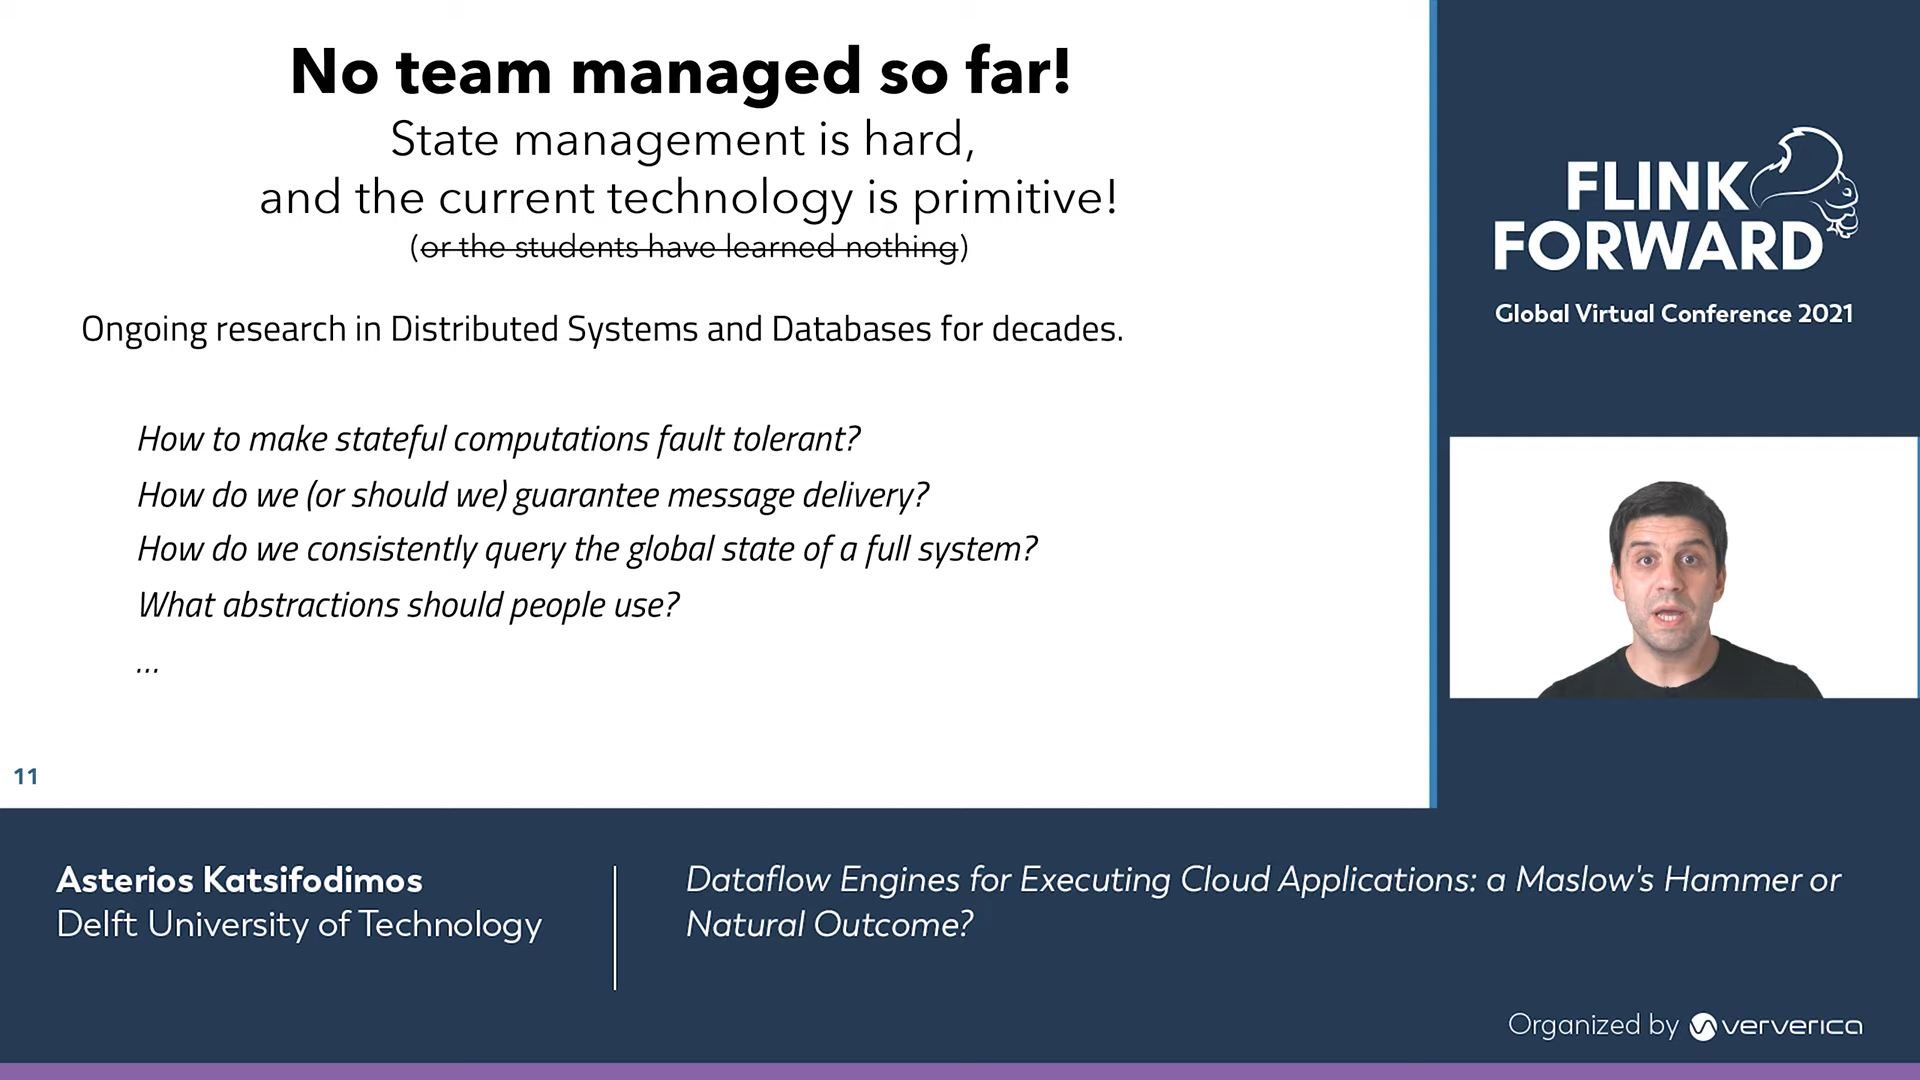 No team managed so far!
State management is hard,
and the current technology is primitive!
(or the students have learned nothing)
Ongoing research in Distributed Systems and Databases for decades.
How to make stateful computations fault tolerant?
How do we (or should we) guarantee message delivery?
How do we consistently query the global state of a full system?
What abstractions should people use?
...
11
FLINK
FORWARD
Global Virtual Conference 2021
Asterios Katsifodimos
Delft University of Technology
Dataflow Engines for Executing Cloud Applications: a Maslow's Hammer or
Natural Outcome?
Organized by ververica